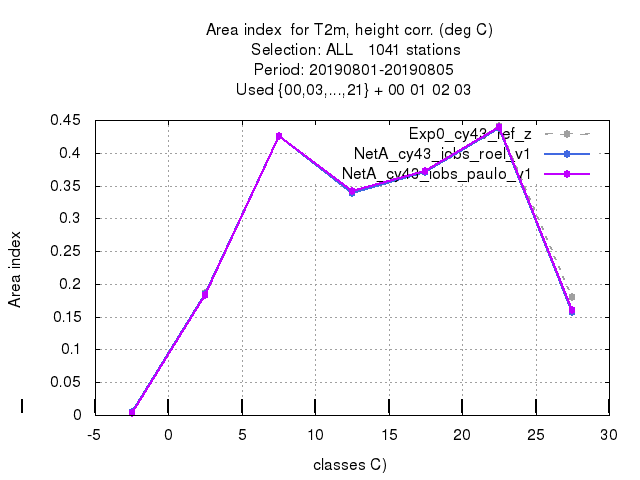 Area index  for T2m, height corr. (deg C)
Selection: ALL   1041 stations
Period: 20190801-20190805
Used {00,03,...,21} + 00 01 02 03
Exp0_cy43_ref_z
NetA_cy43_iobs_roel_v1
NetA_cy43_iobs_paulo_v1
Area index
0.45
0.4
0.35
0.3
0.25
0.2
0.15
0.1
0.05
0
-5 0 5 10 15 20 25 30
classes C)